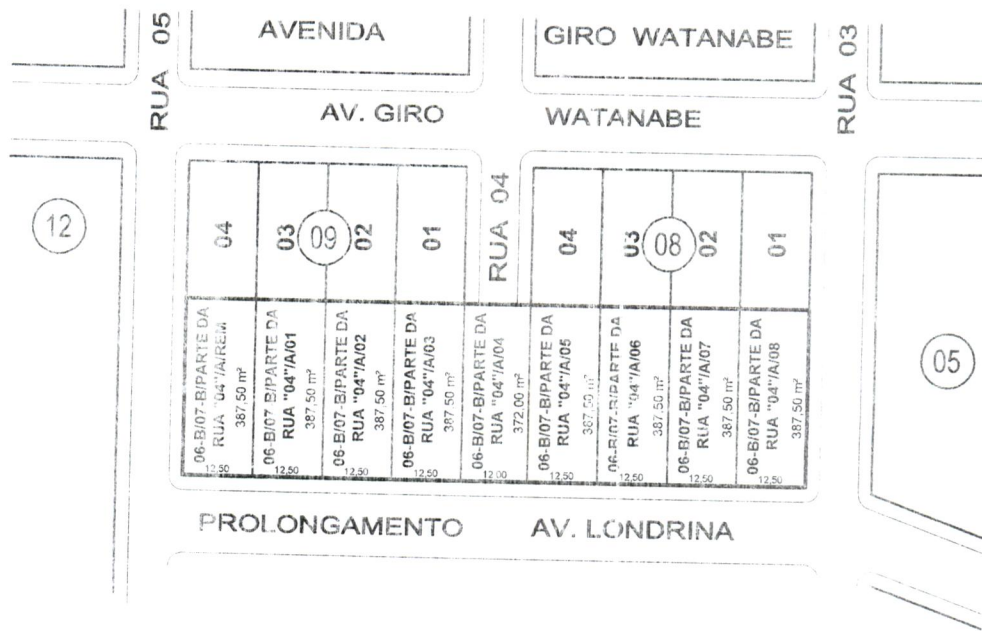 AVENIDA
GIRO WATANABE
RUA 05
RUA 03
AV. GIRO
WATANABE
12
04
03
09
02
01
RUA 04
04
03
08
02
01
05
06-B/07-B/PARTE DA
RUA "04"/A/REM
387,50 m²
12,50
06-B/07-B/PARTE DA
RUA "04"/A/01
387,50 m²
12,50
06-B/07-B/PARTE DA
RUA "04"/A/02
387,50 m²
12,50
06-B/07-B/PARTE DA
RUA "04"/A/03
387,50 m²
12,50
06-B/07-B/PARTE DA
RUA "04"/A/04
372,00 m²
12,00
06-B/07-B/PARTE DA
RUA "04"/A/05
387,50 m²
12,50
06-B/07-B/PARTE DA
RUA "04"/A/06
387,50 m²
12,50
06-B/07-B/PARTE DA
RUA "04"/A/07
387,50 m²
12,50
06-B/07-B/PARTE DA
RUA "04"/A/08
387,50 m²
12,50
PROLONGAMENTO
AV. LONDRINA